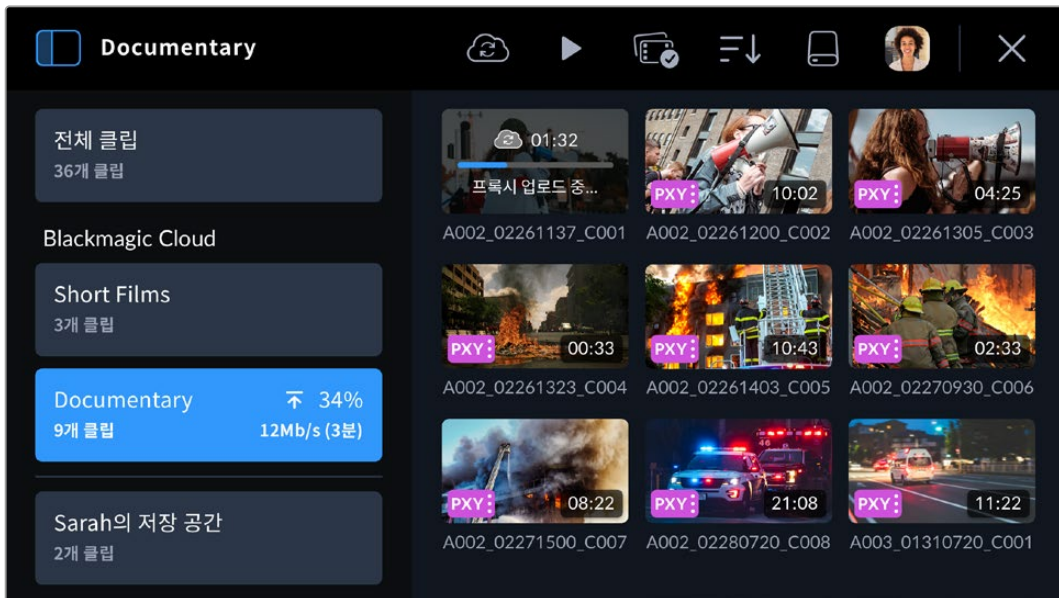 Documentary
전체 클립
36개 클립
Blackmagic Cloud
Short Films
3개 클립
Documentary 34%
9개 클립 12Mb/s (3분)
Sarah의 저장 공간
2개 클립
01:32
프록시 업로드 중...
A002_02261137_C001
PXY 10:02
A002_02261200_C002
PXY 04:25
A002_02261305_C003
PXY 00:33
A002_02261323_C004
PXY 10:43
A002_02261403_C005
PXY 02:33
A002_02270930_C006
PXY 08:22
A002_02271500_C007
46
PXY 21:08
A002_02280720_C008
PXY 11:22
A003_01310720_C001